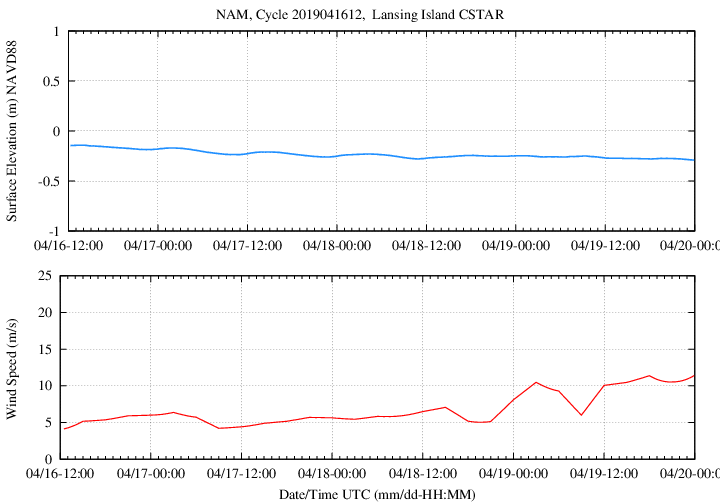 NAM, Cycle 2019041612,  Lansing Island CSTAR
Surface Elevation (m) NAVD88
1
0.5
0
-0.5
-1
04/16-12:00 04/17-00:00 04/17-12:00 04/18-00:00 04/18-12:00 04/19-00:00 04/19-12:00 04/20-00:0
Wind Speed (m/s)
25
20
15
10
5
0
04/16-12:00 04/17-00:00 04/17-12:00 04/18-00:00 04/18-12:00 04/19-00:00 04/19-12:00 04/20-00:0
Date/Time UTC (mm/dd-HH:MM)